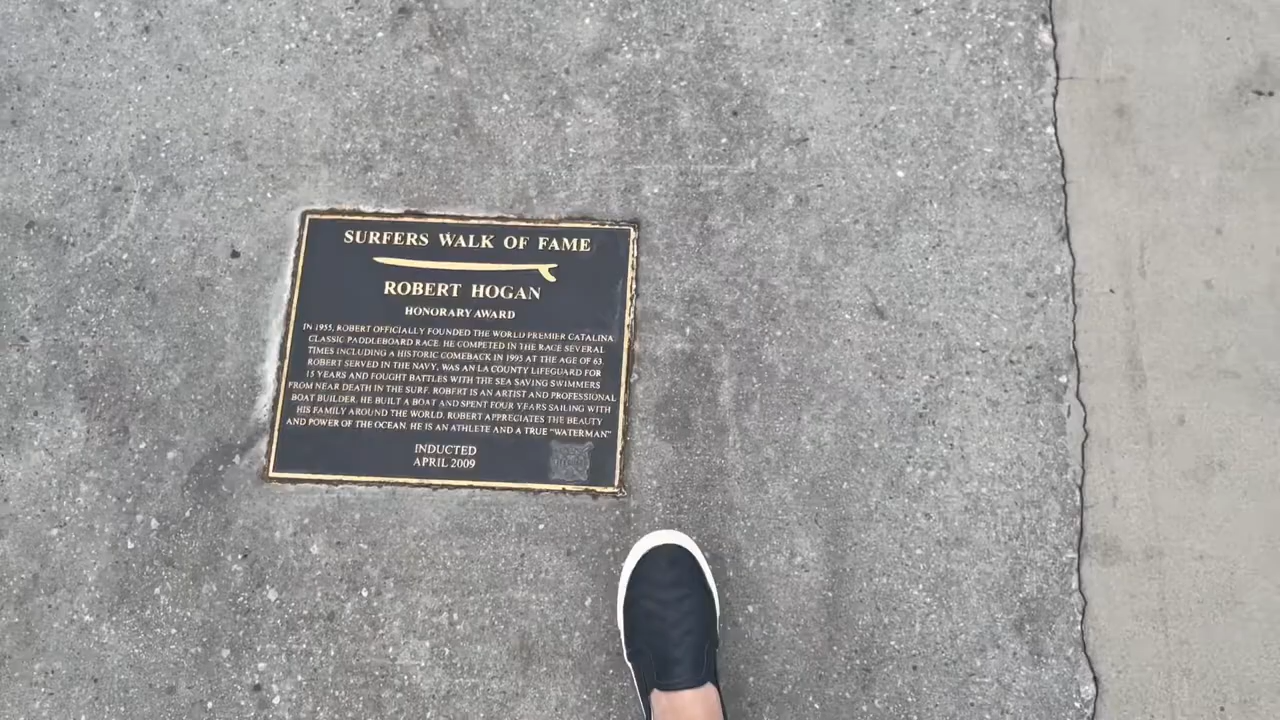 SURFERS WALK OF FAME
ROBERT HOGAN
HONORARY AWARD
IN 1955, ROBERT OFFICIALLY FOUNDED THE WORLD PREMIER CATALINA
CLASSIC PADDLEBOARD RACE. HE COMPETED IN THE RACE SEVERAL
TIMES INCLUDING A HISTORIC COMEBACK IN 1995 AT THE AGE OF 63.
ROBERT SERVED IN THE NAVY, WAS AN LA COUNTY LIFEGUARD FOR
15 YEARS AND FOUGHT BATTLES WITH THE SEA SAVING SWIMMERS
FROM NEAR DEATH IN THE SURF. ROBERT IS AN ARTIST AND PROFESSIONAL
BOAT BUILDER. HE BUILT A BOAT AND SPENT FOUR YEARS SAILING WITH
HIS FAMILY AROUND THE WORLD. ROBERT APPRECIATES THE BEAUTY
AND POWER OF THE OCEAN. HE IS AN ATHLETE AND A TRUE "WATERMAN"
INDUCTED
APRIL 2009